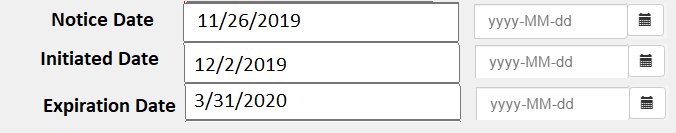 Notice Date 11/26/2019 yyyy-MM-dd
Initiated Date 12/2/2019 yyyy-MM-dd
Expiration Date 3/31/2020 yyyy-MM-dd